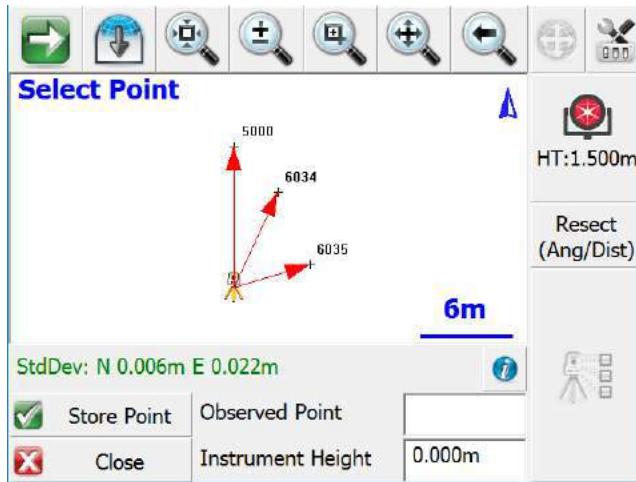 Select Point
5000
6034
6035
6m
HT:1.500m
Resect
(Ang/Dist)
StdDev: N 0.006m E 0.022m
Store Point
Observed Point
Close
Instrument Height
0.000m